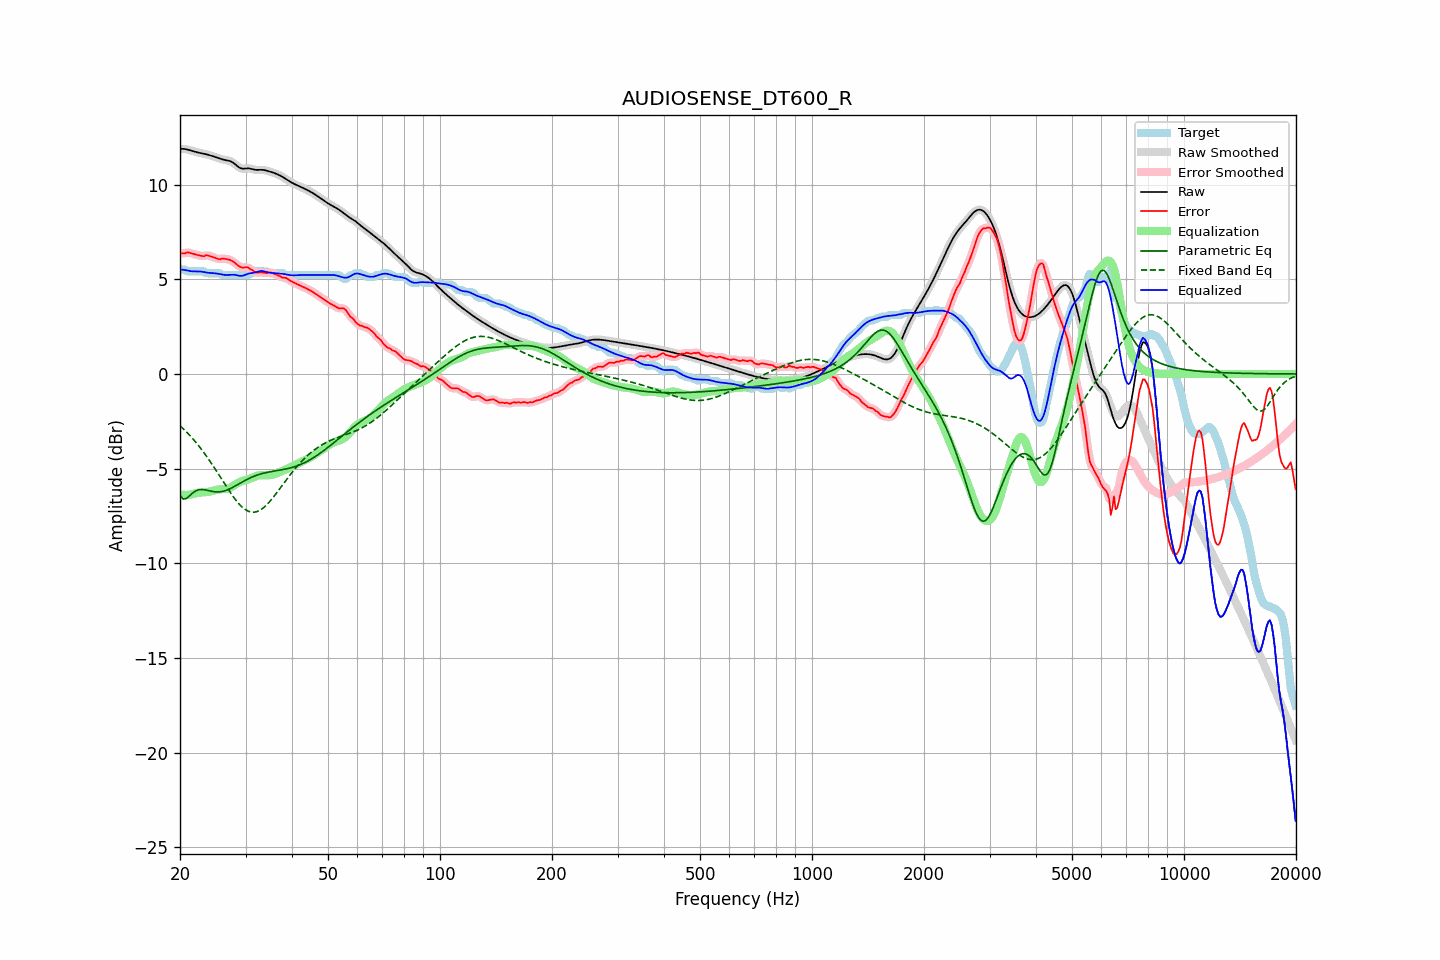 AUDIOSENSE_DT600_R
Target
Raw Smoothed
Error Smoothed
Raw
Error
Equalization
Parametric Eq
Fixed Band Eq
Equalized
10
5
0
−5
−10
−15
−20
−25
Amplitude (dBr)
20 50 100 200 500 1000 2000 5000 10000 20000
Frequency (Hz)